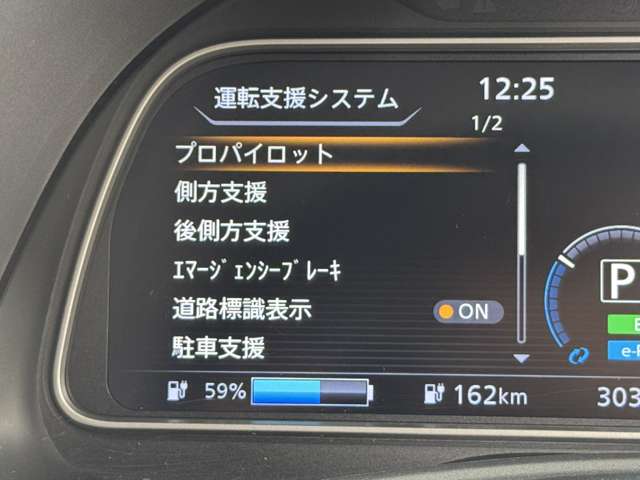 運転支援システム
12:25
1/2
プロパイロット
側方支援
後側方支援
ｴﾏｰｼﾞｪﾝｼｰﾌﾞﾚｰｷ
道路標識表示
ON
駐車支援
P
59%
162km
303